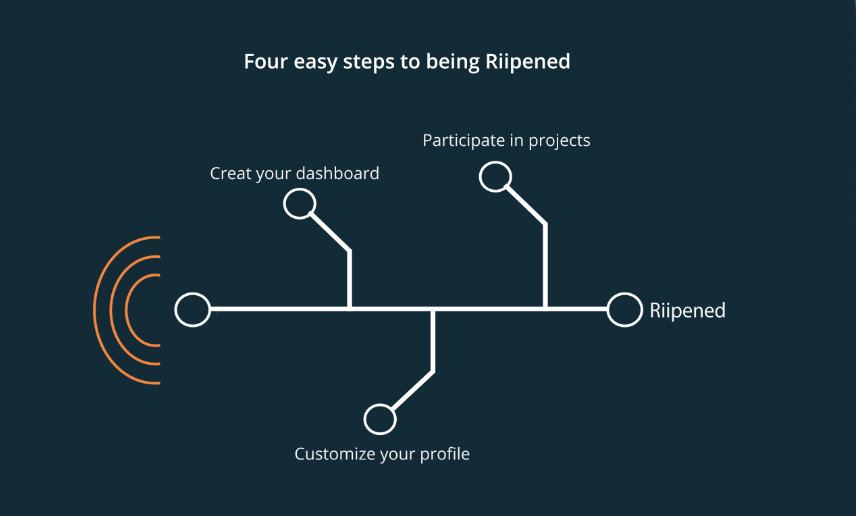 Four easy steps to being Riipened
Participate in projects
Creat your dashboard
Riipened
Customize your profile